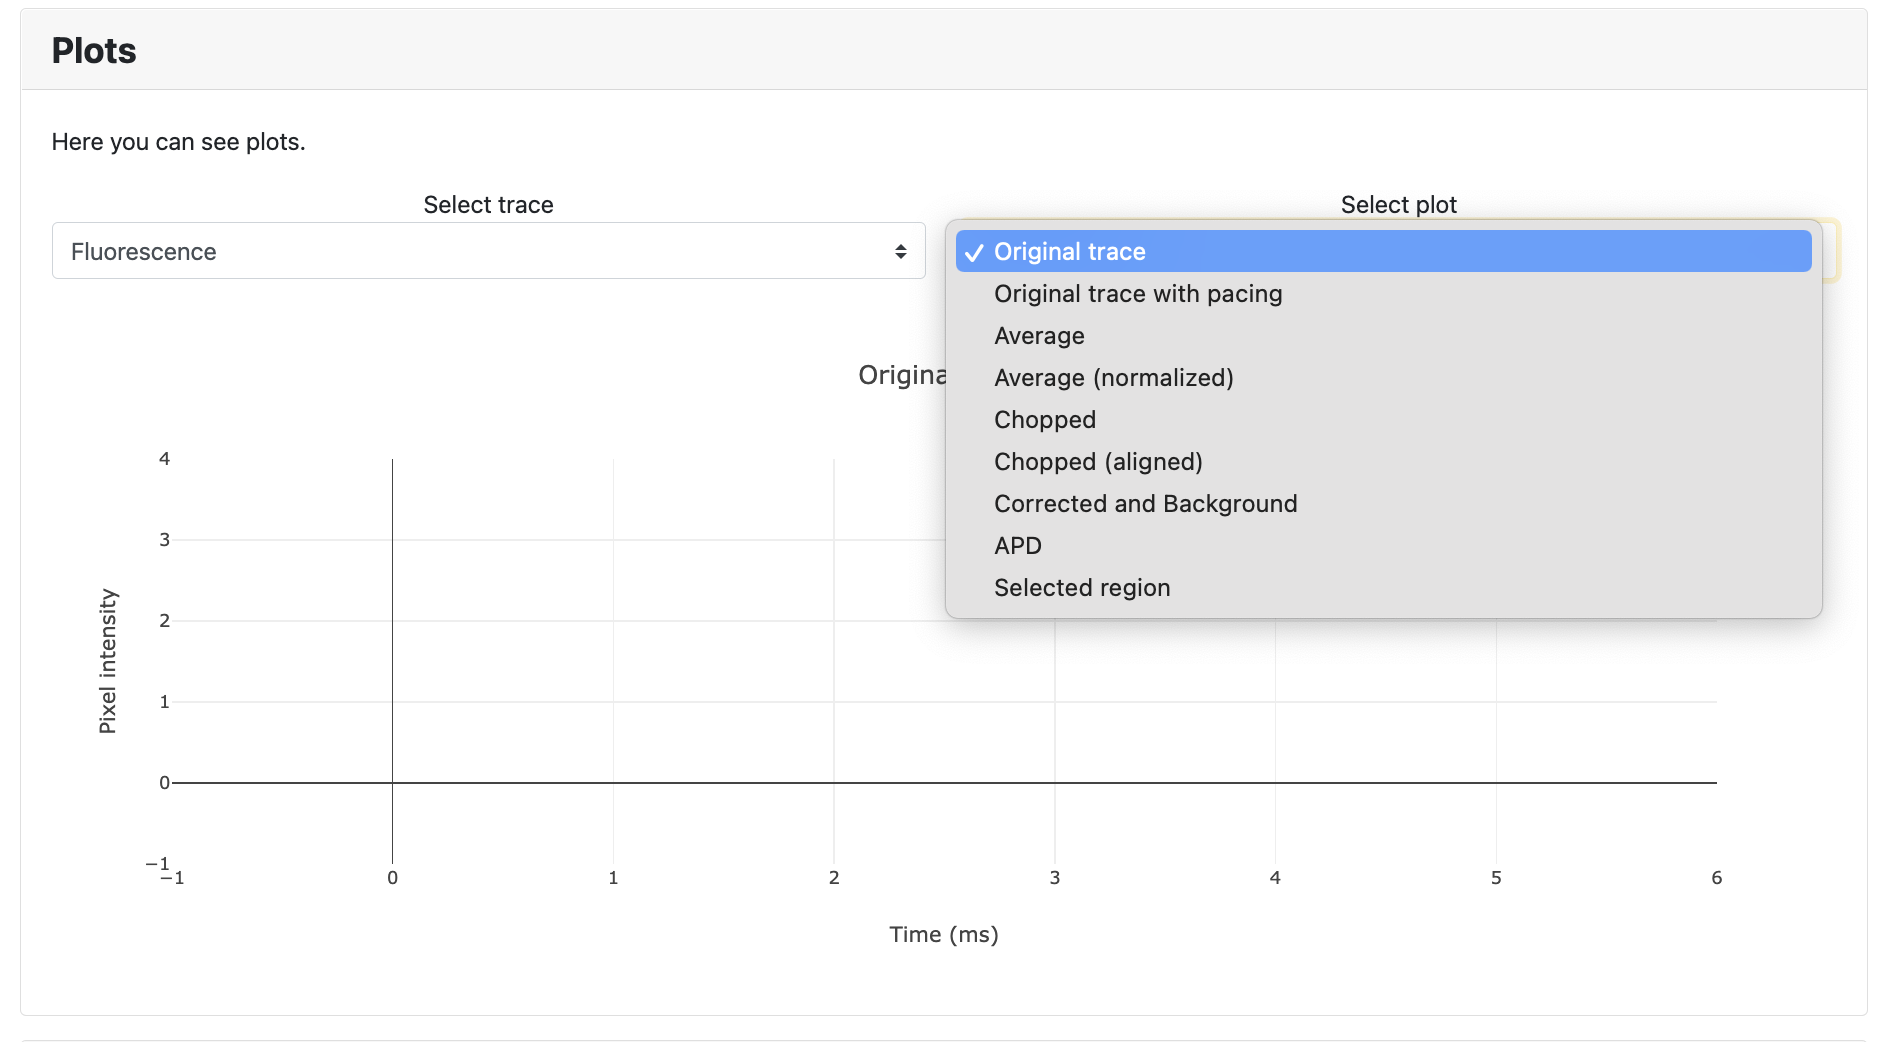 Plots
Here you can see plots.
Select trace
Select plot
Fluorescence
✓ Original trace
Original trace with pacing
Average
Average (normalized)
Chopped
Chopped (aligned)
Corrected and Background
APD
Selected region
Origina
4
3
2
1
0
−1
Pixel intensity
−1 0 1 2 3 4 5 6
Time (ms)